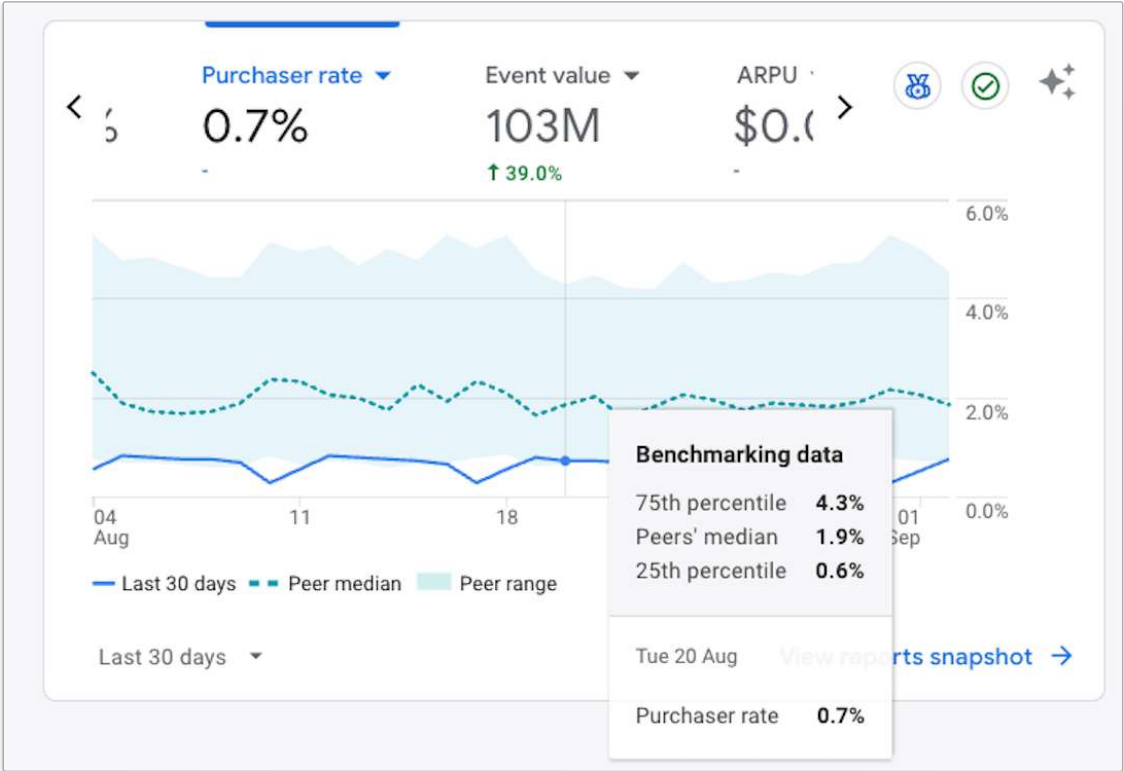 Purchaser rate
0.7%
-
Event value
103M
↑ 39.0%
ARPU
-
6.0%
4.0%
2.0%
0.0%
04
Aug
11
18
01
Benchmarking data
75th percentile 4.3%
Peers' median 1.9%
25th percentile 0.6%
Tue 20 Aug
Purchaser rate 0.7%
Last 30 days
Peer median
Peer range
Last 30 days
View reports snapshot →